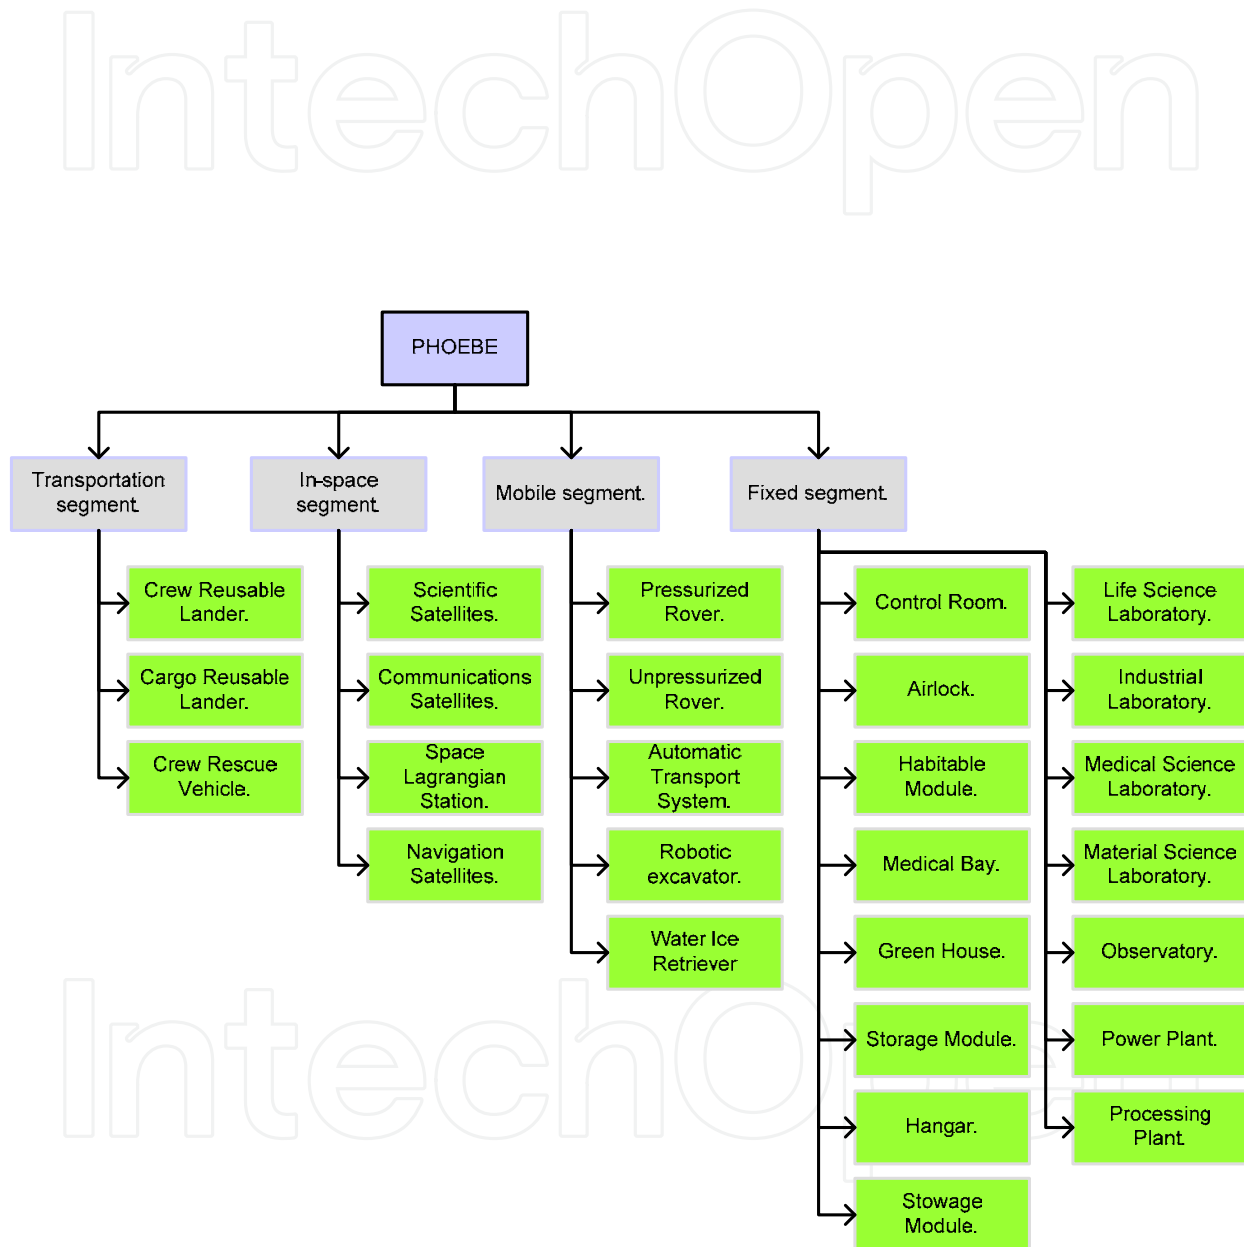 IntechOpen
PHOEBE
Transportation
segment.
In-space
segment.
Mobile segment.
Fixed segment.
Crew Reusable
Lander.
Cargo Reusable
Lander.
Crew Rescue
Vehicle.
Scientific
Satellites.
Communications
Satellites.
Space
Lagrangian
Station.
Navigation
Satellites.
Pressurized
Rover.
Unpressurized
Rover.
Automatic
Transport
System.
Robotic
excavator.
Water Ice
Retriever
Control Room.
Airlock.
Habitable
Module.
Medical Bay.
Green House.
Storage Module.
Hangar.
Stowage
Module.
Life Science
Laboratory.
Industrial
Laboratory.
Medical Science
Laboratory.
Material Science
Laboratory.
Observatory.
Power Plant.
Processing
Plant.
IntechOpen